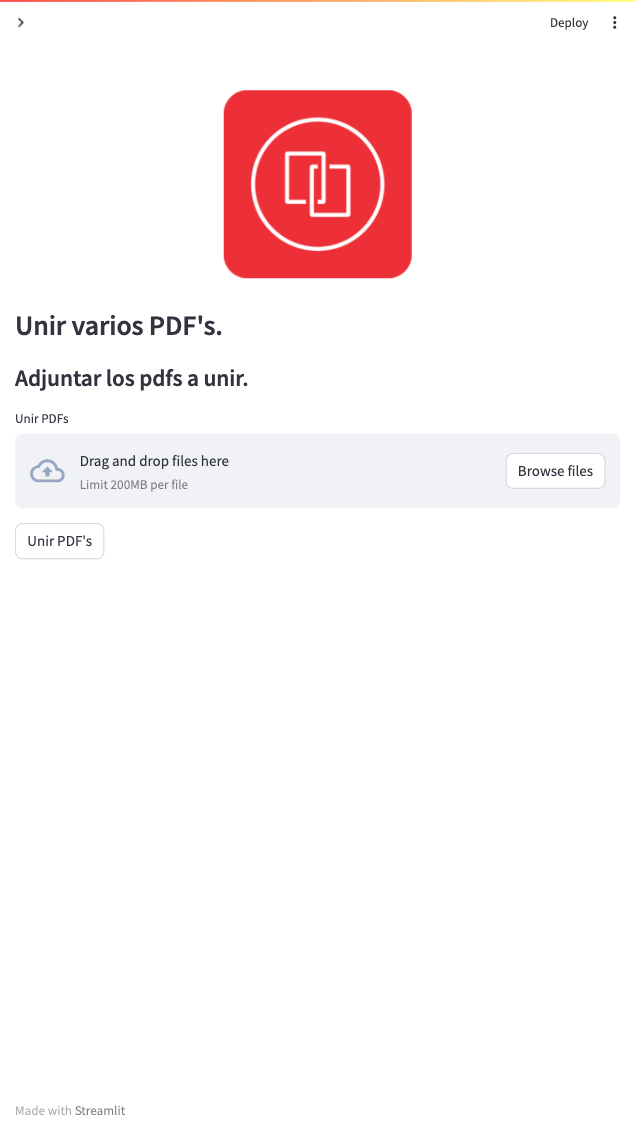 Deploy
Unir varios PDF's.
Adjuntar los pdfs a unir.
Unir PDFs
Drag and drop files here
Limit 200MB per file
Browse files
Unir PDF's
Made with Streamlit